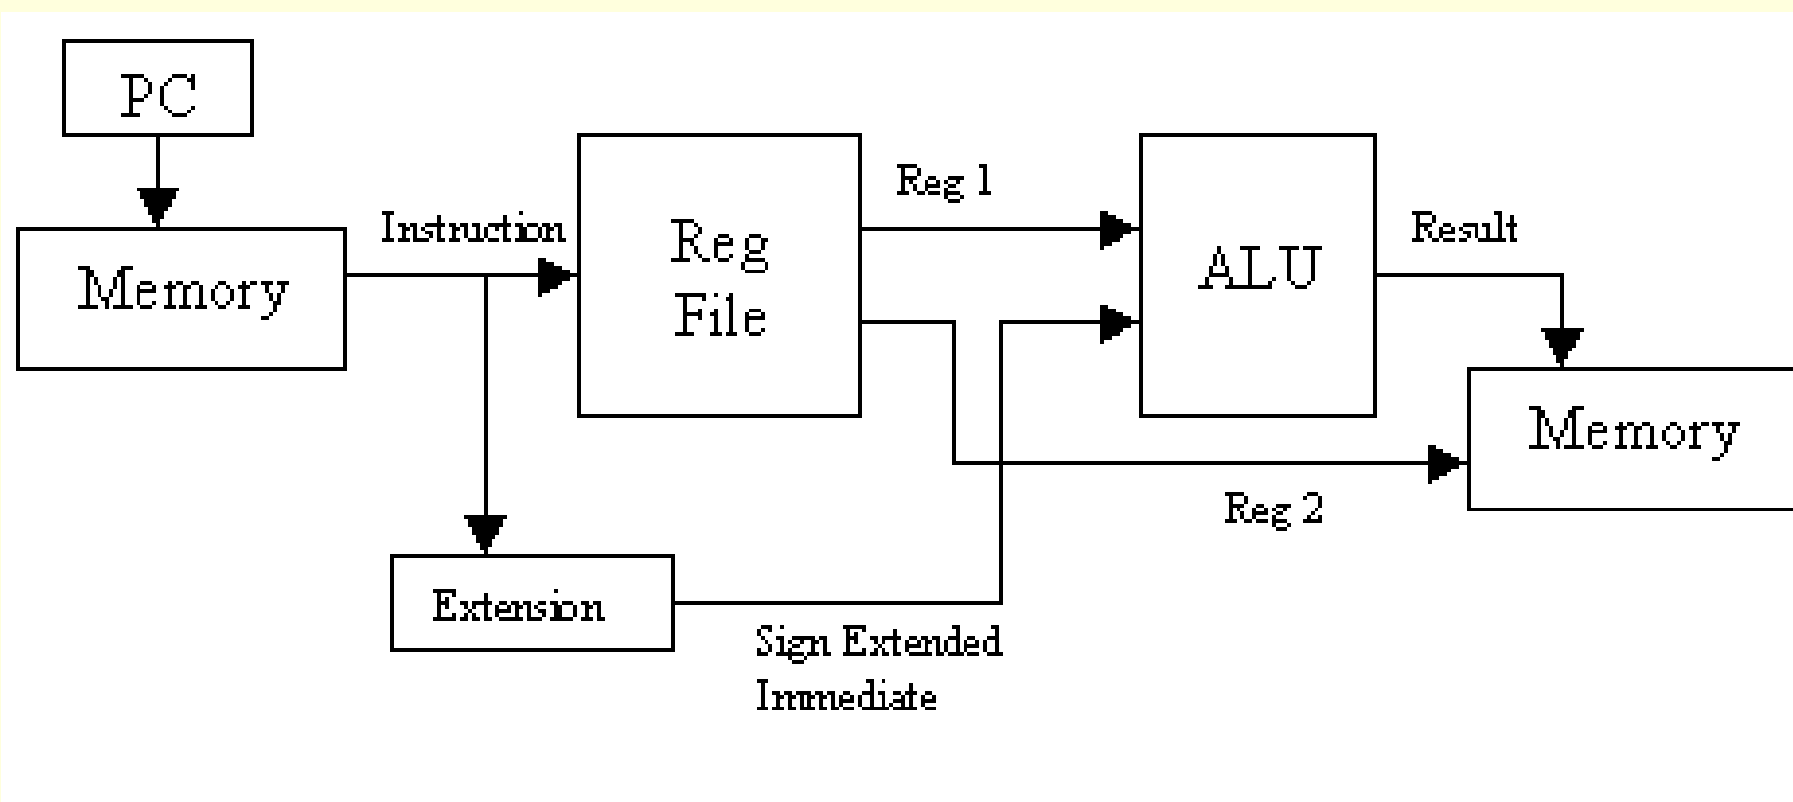 PC
Memory
Instruction
Reg
File
Reg 1
ALU
Result
Memory
Reg 2
Extension
Sign Extended
Immediate